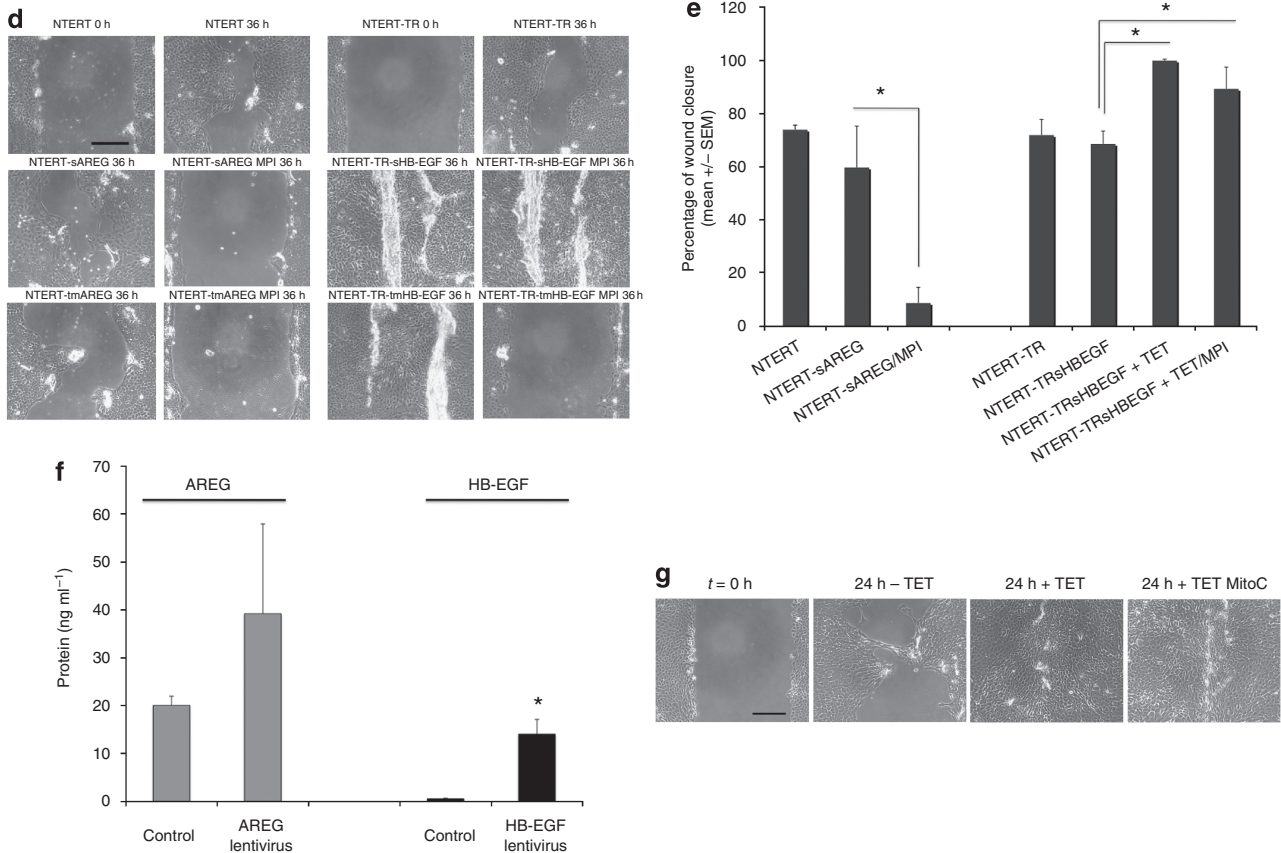 d
NTERT 0 h
NTERT 36 h
NTERT-TR 0 h
NTERT-TR 36 h
NTERT-sAREG 36 h
NTERT-sAREG MPI 36 h
NTERT-TR-sHB-EGF 36 h
NTERT-TR-sHB-EGF MPI 36 h
NTERT-tmAREG 36 h
NTERT-tmAREG MPI 36 h
NTERT-TR-tmHB-EGF 36 h
NTERT-TR-tmHB-EGF MPI 36 h
e
Percentage of wound closure
(mean +/− SEM)
120
100
80
60
40
20
0
*
*
*
NTERT
NTERT-sAREG
NTERT-sAREG/MPI
NTERT-TR
NTERT-TRsHBEGF
NTERT-TRsHBEGF + TET
NTERT-TRsHBEGF + TET/MPI
f
Protein (ng ml−1)
70
60
50
40
30
20
10
0
AREG
HB-EGF
*
Control
AREG
lentivirus
Control
HB-EGF
lentivirus
g
t = 0 h
24 h − TET
24 h + TET
24 h + TET MitoC